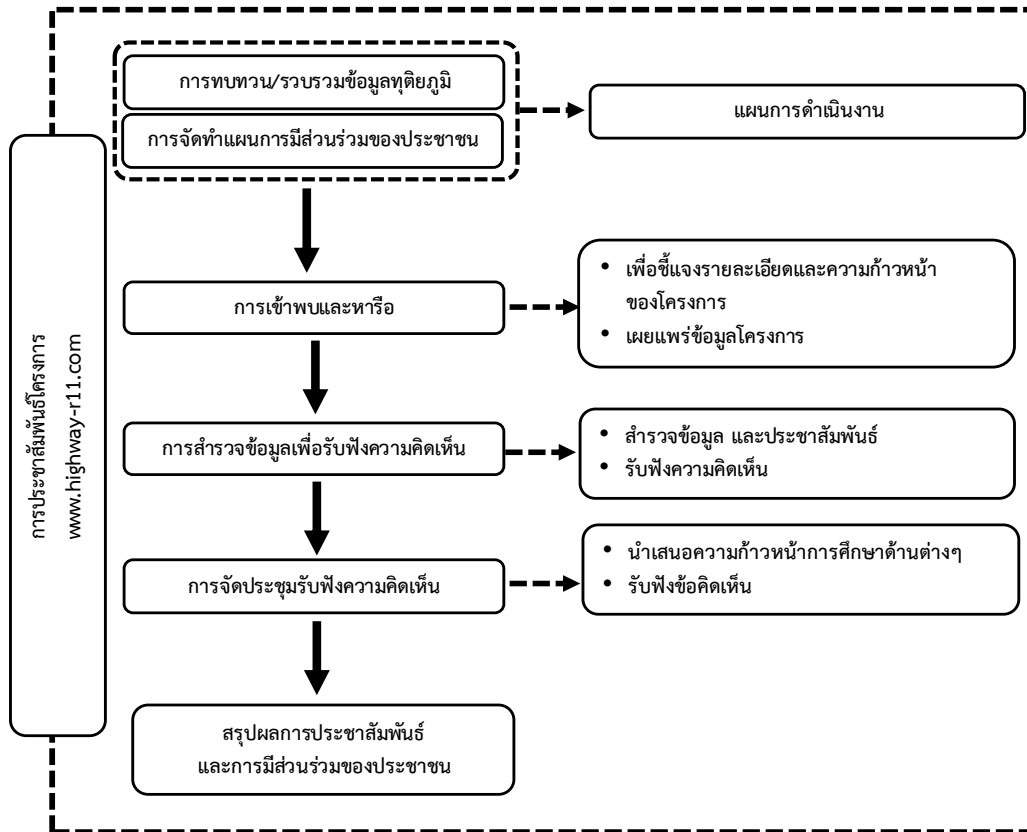 การทบทวน/รวบรวมข้อมูลทุติยภูมิ
การจัดทำแผนการมีส่วนร่วมของประชาชน
แผนการดำเนินงาน
การประชาสัมพันธ์โครงการ
www.highway-r11.com
การเข้าพบและหารือ
• เพื่อชี้แจงรายละเอียดและความก้าวหน้า
ของโครงการ
• เผยแพร่ข้อมูลโครงการ
การสำรวจข้อมูลเพื่อรับฟังความคิดเห็น
• สำรวจข้อมูล และประชาสัมพันธ์
• รับฟังความคิดเห็น
การจัดประชุมรับฟังความคิดเห็น
• นำเสนอความก้าวหน้าการศึกษาด้านต่างๆ
• รับฟังข้อคิดเห็น
สรุปผลการประชาสัมพันธ์
และการมีส่วนร่วมของประชาชน